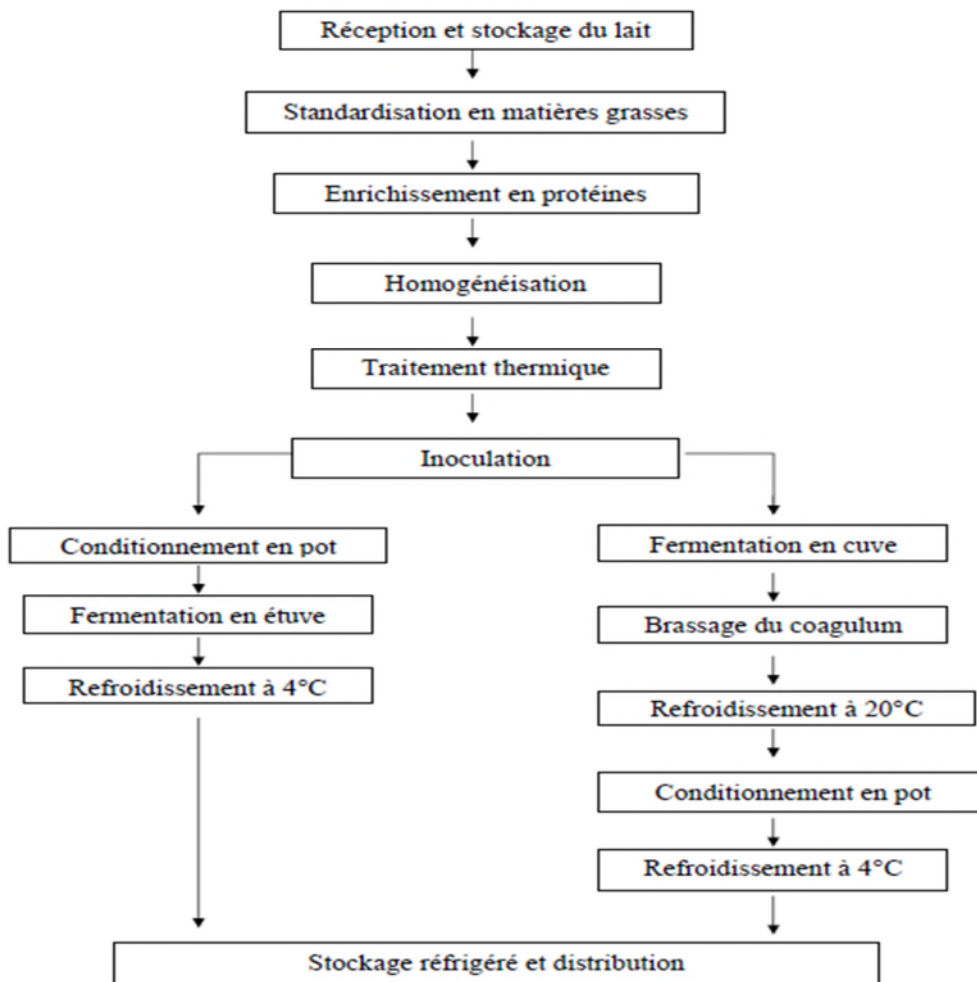 Réception et stockage du lait
Standardisation en matières grasses
Enrichissement en protéines
Homogénéisation
Traitement thermique
Inoculation
Conditionnement en pot
Fermentation en étuve
Refroidissement à 4°C
Fermentation en cuve
Brassage du coagulum
Refroidissement à 20°C
Conditionnement en pot
Refroidissement à 4°C
Stockage réfrigéré et distribution